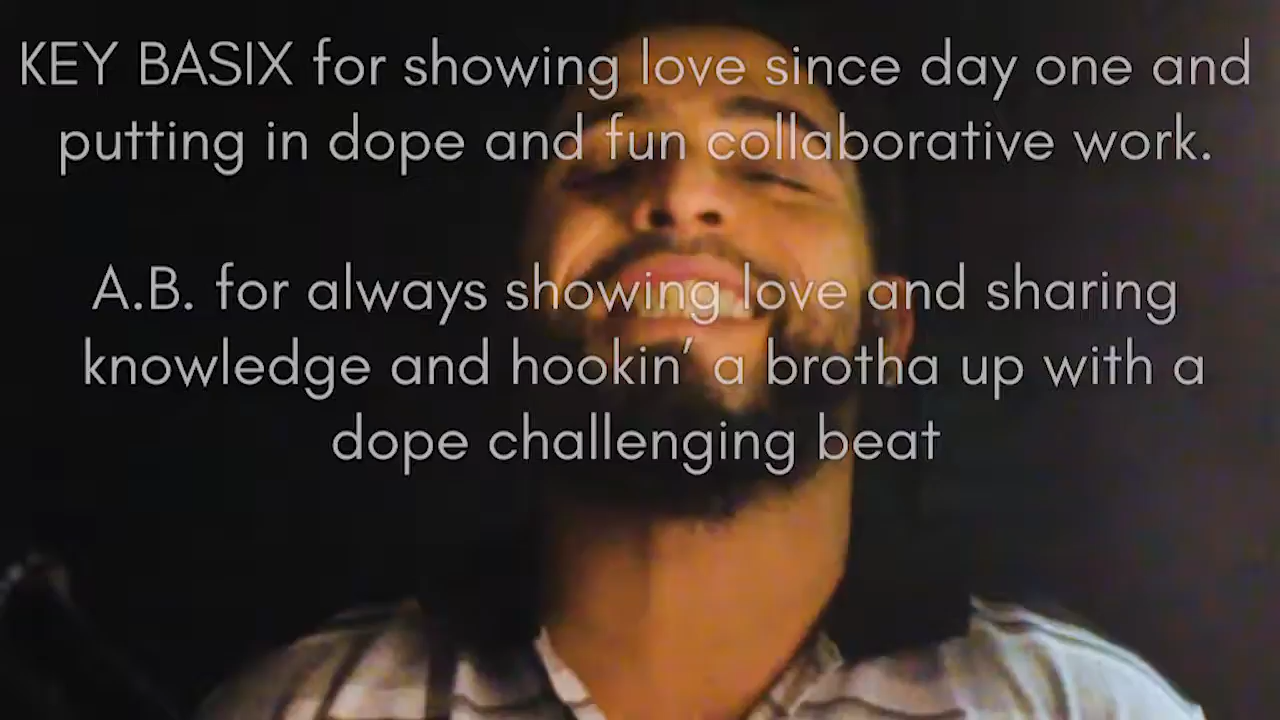 KEY BASIX for showing love since day one and
putting in dope and fun collaborative work.
A.B. for always showing love and sharing
knowledge and hookin’ a brotha up with a
dope challenging beat